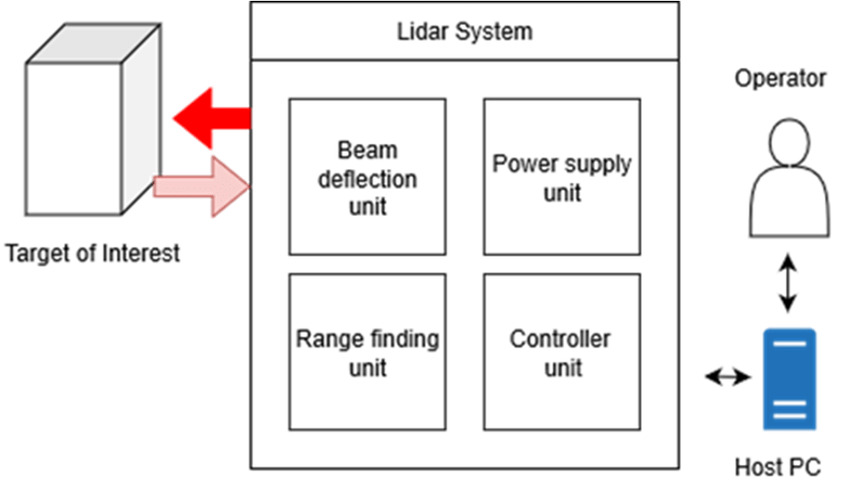 Lidar System
Target of Interest
Beam
deflection
unit
Power supply
unit
Range finding
unit
Controller
unit
Operator
Host PC